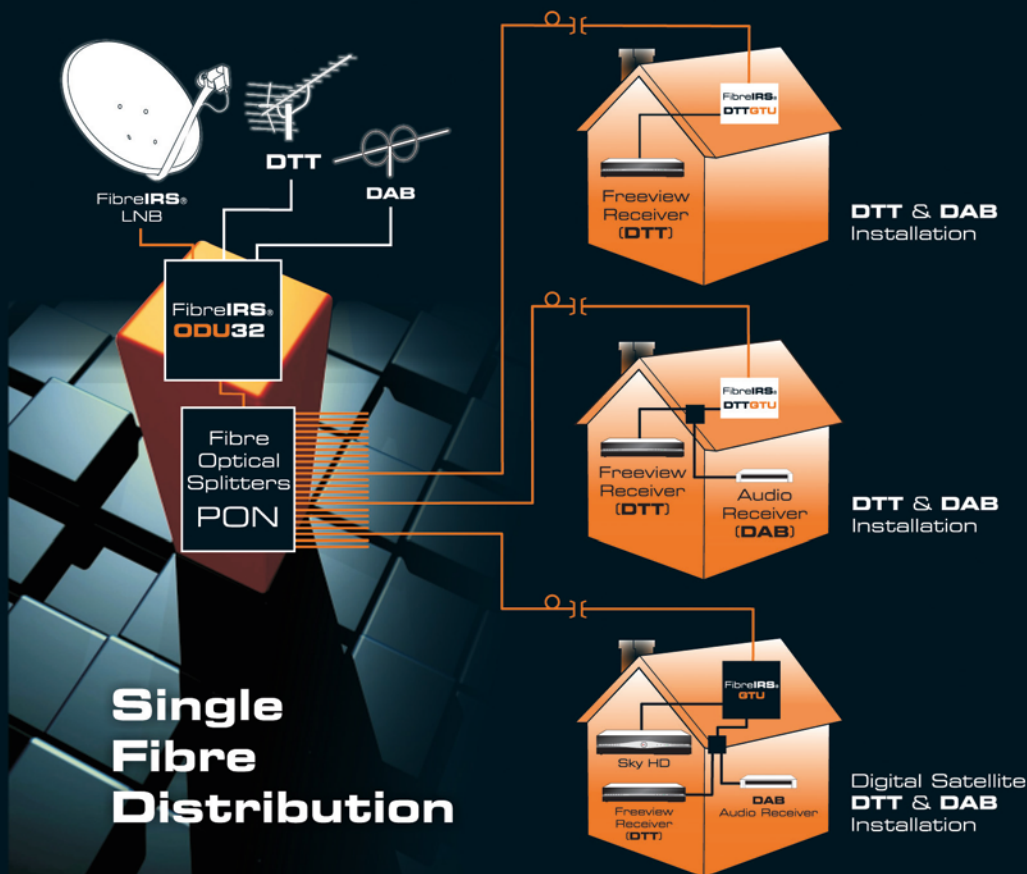 DTT
DAB
FibreIRS®
LNB
FibreIRS®
ODU32
Fibre
Optical
Splitters
PON
Single
Fibre
Distribution
FibreIRS®
DTTGTU
Freeview
Receiver
(DTT)
DTT & DAB
Installation
FibreIRS®
DTTGTU
Freeview
Receiver
(DTT)
Audio
Receiver
(DAB)
DTT & DAB
Installation
FibreIRS®
GTU
Sky HD
Freeview
Receiver
(DTT)
DAB
Audio Receiver
Digital Satellite
DTT & DAB
Installation